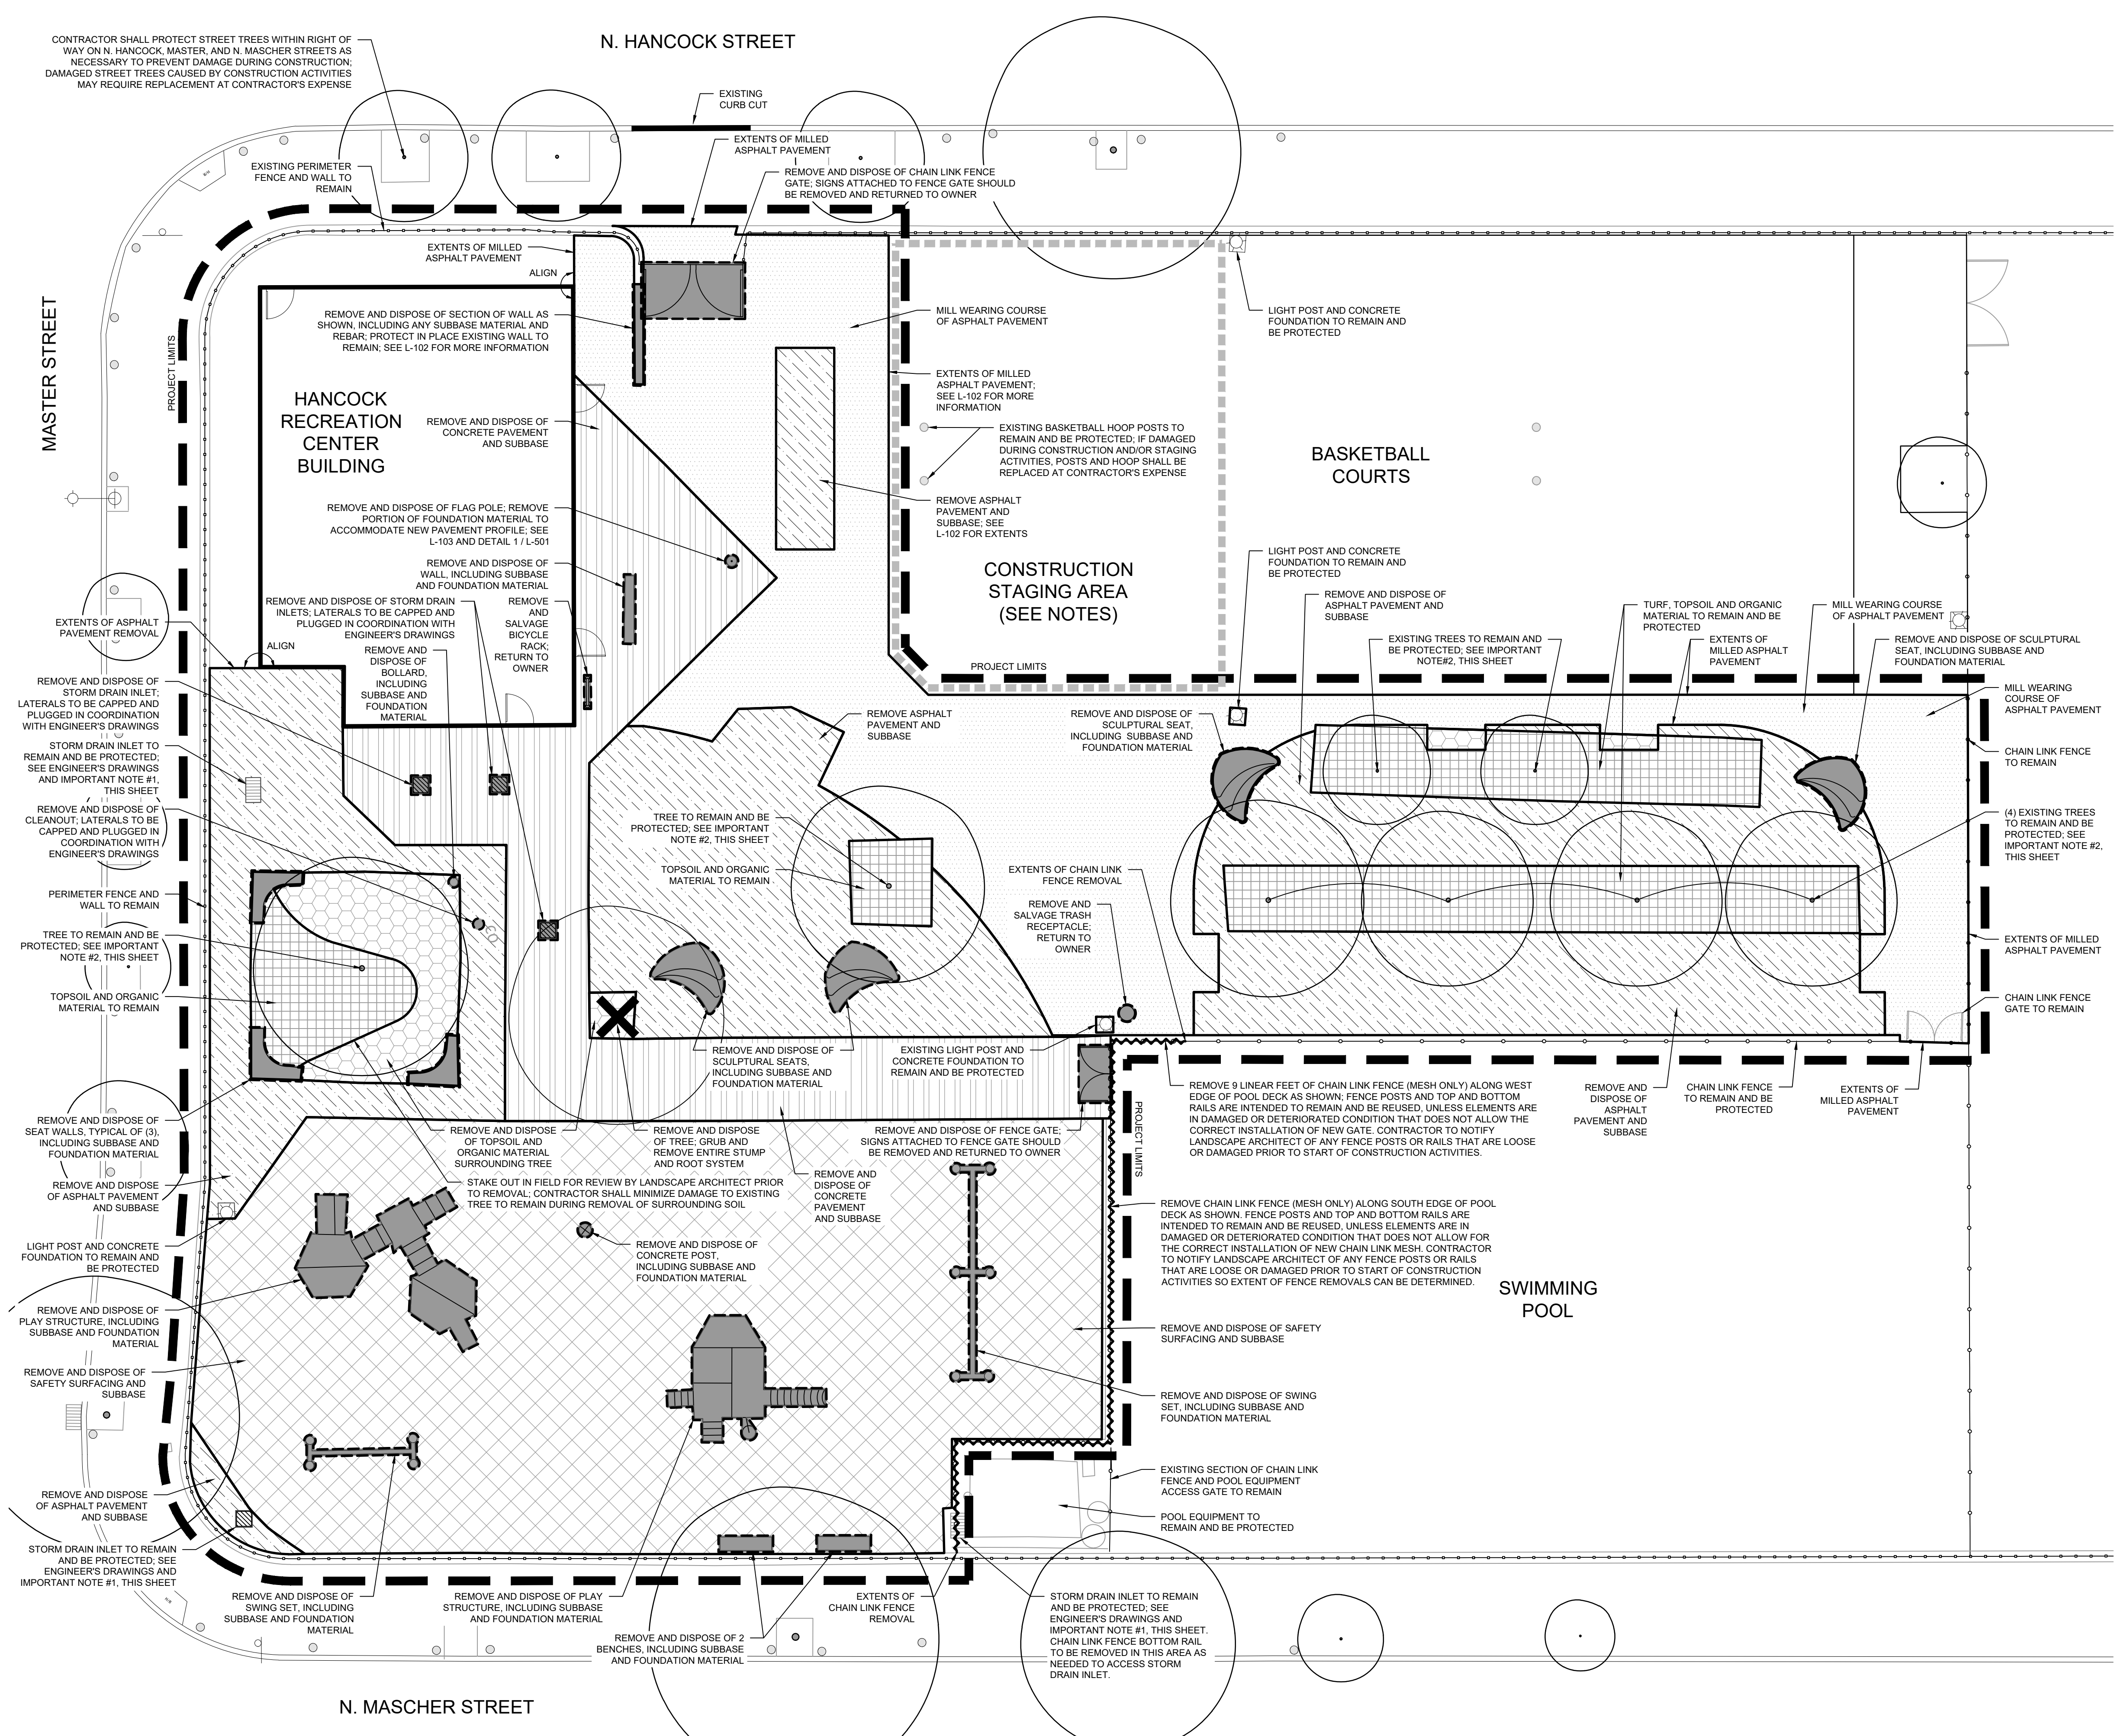 N. HANCOCK STREET
CONTRACTOR SHALL PROTECT STREET TREES WITHIN RIGHT OF
WAY ON N. HANCOCK, MASTER, AND N. MASCHER STREETS AS
NECESSARY TO PREVENT DAMAGE DURING CONSTRUCTION;
DAMAGED STREET TREES CAUSED BY CONSTRUCTION ACTIVITIES
MAY REQUIRE REPLACEMENT AT CONTRACTOR'S EXPENSE
EXISTING
CURB CUT
EXTENTS OF MILLED
ASPHALT PAVEMENT
EXISTING PERIMETER
FENCE AND WALL TO
REMAIN
REMOVE AND DISPOSE OF CHAIN LINK FENCE
GATE; SIGNS ATTACHED TO FENCE GATE SHOULD
BE REMOVED AND RETURNED TO OWNER
EXTENTS OF MILLED
ASPHALT PAVEMENT
ALIGN
MASTER STREET
PROJECT LIMITS
REMOVE AND DISPOSE OF SECTION OF WALL AS
SHOWN, INCLUDING ANY SUBBASE MATERIAL AND
REBAR; PROTECT IN PLACE EXISTING WALL TO
REMAIN; SEE L-102 FOR MORE INFORMATION
MILL WEARING COURSE
OF ASPHALT PAVEMENT
LIGHT POST AND CONCRETE
FOUNDATION TO REMAIN AND
BE PROTECTED
HANCOCK
RECREATION
CENTER
BUILDING
EXTENTS OF MILLED
ASPHALT PAVEMENT;
SEE L-102 FOR MORE
INFORMATION
REMOVE AND DISPOSE OF
CONCRETE PAVEMENT
AND SUBBASE
EXISTING BASKETBALL HOOP POSTS TO
REMAIN AND BE PROTECTED; IF DAMAGED
DURING CONSTRUCTION AND/OR STAGING
ACTIVITIES, POSTS AND HOOP SHALL BE
REPLACED AT CONTRACTOR'S EXPENSE
BASKETBALL
COURTS
REMOVE AND DISPOSE OF FLAG POLE; REMOVE
PORTION OF FOUNDATION MATERIAL TO
ACCOMMODATE NEW PAVEMENT PROFILE; SEE
L-103 AND DETAIL 1 / L-501
REMOVE ASPHALT
PAVEMENT AND
SUBBASE; SEE
L-102 FOR EXTENTS
CONSTRUCTION
STAGING AREA
(SEE NOTES)
LIGHT POST AND CONCRETE
FOUNDATION TO REMAIN AND
BE PROTECTED
REMOVE AND DISPOSE OF
WALL, INCLUDING SUBBASE
AND FOUNDATION MATERIAL
REMOVE AND DISPOSE OF STORM DRAIN
INLETS; LATERALS TO BE CAPPED AND
PLUGGED IN COORDINATION WITH
ENGINEER'S DRAWINGS
REMOVE
AND
SALVAGE
BICYCLE
RACK;
RETURN TO
OWNER
REMOVE AND DISPOSE OF
ASPHALT PAVEMENT AND
SUBBASE
TURF, TOPSOIL AND ORGANIC
MATERIAL TO REMAIN AND BE
PROTECTED
MILL WEARING COURSE
OF ASPHALT PAVEMENT
EXTENTS OF ASPHALT
PAVEMENT REMOVAL
ALIGN
REMOVE AND
DISPOSE OF
BOLLARD,
INCLUDING
SUBBASE AND
FOUNDATION
MATERIAL
PROJECT LIMITS
EXISTING TREES TO REMAIN AND
BE PROTECTED; SEE IMPORTANT
NOTE#2, THIS SHEET
EXTENTS OF
MILLED ASPHALT
PAVEMENT
REMOVE AND DISPOSE OF SCULPTURAL
SEAT, INCLUDING SUBBASE AND
FOUNDATION MATERIAL
REMOVE AND DISPOSE OF
STORM DRAIN INLET;
LATERALS TO BE CAPPED AND
PLUGGED IN COORDINATION
WITH ENGINEER'S DRAWINGS
MILL WEARING
COURSE OF
ASPHALT PAVEMENT
REMOVE ASPHALT
PAVEMENT AND
SUBBASE
REMOVE AND DISPOSE OF
SCULPTURAL SEAT,
INCLUDING SUBBASE AND
FOUNDATION MATERIAL
STORM DRAIN INLET TO
REMAIN AND BE PROTECTED;
SEE ENGINEER'S DRAWINGS
AND IMPORTANT NOTE #1,
THIS SHEET
CHAIN LINK FENCE
TO REMAIN
REMOVE AND DISPOSE OF
CLEANOUT; LATERALS TO BE
CAPPED AND PLUGGED IN
COORDINATION WITH
ENGINEER'S DRAWINGS
TREE TO REMAIN AND BE
PROTECTED; SEE IMPORTANT
NOTE #2, THIS SHEET
(4) EXISTING TREES
TO REMAIN AND BE
PROTECTED; SEE
IMPORTANT NOTE #2,
THIS SHEET
TOPSOIL AND ORGANIC
MATERIAL TO REMAIN
EXTENTS OF CHAIN LINK
FENCE REMOVAL
PERIMETER FENCE AND
WALL TO REMAIN
REMOVE AND
SALVAGE TRASH
RECEPTACLE;
RETURN TO
OWNER
TREE TO REMAIN AND BE
PROTECTED; SEE IMPORTANT
NOTE #2, THIS SHEET
EXTENTS OF MILLED
ASPHALT PAVEMENT
TOPSOIL AND ORGANIC
MATERIAL TO REMAIN
CHAIN LINK FENCE
GATE TO REMAIN
REMOVE AND DISPOSE OF
SCULPTURAL SEATS,
INCLUDING SUBBASE AND
FOUNDATION MATERIAL
EXISTING LIGHT POST AND
CONCRETE FOUNDATION TO
REMAIN AND BE PROTECTED
PROJECT LIMITS
REMOVE 9 LINEAR FEET OF CHAIN LINK FENCE (MESH ONLY) ALONG WEST
EDGE OF POOL DECK AS SHOWN; FENCE POSTS AND TOP AND BOTTOM
RAILS ARE INTENDED TO REMAIN AND BE REUSED, UNLESS ELEMENTS ARE
IN DAMAGED OR DETERIORATED CONDITION THAT DOES NOT ALLOW THE
CORRECT INSTALLATION OF NEW GATE. CONTRACTOR TO NOTIFY
LANDSCAPE ARCHITECT OF ANY FENCE POSTS OR RAILS THAT ARE LOOSE
OR DAMAGED PRIOR TO START OF CONSTRUCTION ACTIVITIES.
REMOVE AND
DISPOSE OF
ASPHALT
PAVEMENT AND
SUBBASE
CHAIN LINK FENCE
TO REMAIN AND BE
PROTECTED
EXTENTS OF
MILLED ASPHALT
PAVEMENT
REMOVE AND DISPOSE OF
SEAT WALLS, TYPICAL OF (3),
INCLUDING SUBBASE AND
FOUNDATION MATERIAL
REMOVE AND DISPOSE
OF TOPSOIL AND
ORGANIC MATERIAL
SURROUNDING TREE
REMOVE AND DISPOSE
OF TREE; GRUB AND
REMOVE ENTIRE STUMP
AND ROOT SYSTEM
REMOVE AND DISPOSE OF FENCE GATE;
SIGNS ATTACHED TO FENCE GATE SHOULD
BE REMOVED AND RETURNED TO OWNER
REMOVE AND
DISPOSE OF
CONCRETE
PAVEMENT
AND SUBBASE
STAKE OUT IN FIELD FOR REVIEW BY LANDSCAPE ARCHITECT PRIOR
TO REMOVAL; CONTRACTOR SHALL MINIMIZE DAMAGE TO EXISTING
TREE TO REMAIN DURING REMOVAL OF SURROUNDING SOIL
REMOVE AND DISPOSE
OF ASPHALT PAVEMENT
AND SUBBASE
REMOVE CHAIN LINK FENCE (MESH ONLY) ALONG SOUTH EDGE OF POOL
DECK AS SHOWN. FENCE POSTS AND TOP AND BOTTOM RAILS ARE
INTENDED TO REMAIN AND BE REUSED, UNLESS ELEMENTS ARE IN
DAMAGED OR DETERIORATED CONDITION THAT DOES NOT ALLOW FOR
THE CORRECT INSTALLATION OF NEW CHAIN LINK MESH. CONTRACTOR
TO NOTIFY LANDSCAPE ARCHITECT OF ANY FENCE POSTS OR RAILS
THAT ARE LOOSE OR DAMAGED PRIOR TO START OF CONSTRUCTION
ACTIVITIES SO EXTENT OF FENCE REMOVALS CAN BE DETERMINED.
LIGHT POST AND CONCRETE
FOUNDATION TO REMAIN AND
BE PROTECTED
REMOVE AND DISPOSE OF
CONCRETE POST,
INCLUDING SUBBASE AND
FOUNDATION MATERIAL
SWIMMING
POOL
REMOVE AND DISPOSE OF
PLAY STRUCTURE, INCLUDING
SUBBASE AND FOUNDATION
MATERIAL
REMOVE AND DISPOSE OF SAFETY
SURFACING AND SUBBASE
REMOVE AND DISPOSE OF
SAFETY SURFACING AND
SUBBASE
REMOVE AND DISPOSE OF SWING
SET, INCLUDING SUBBASE AND
FOUNDATION MATERIAL
EXISTING SECTION OF CHAIN LINK
FENCE AND POOL EQUIPMENT
ACCESS GATE TO REMAIN
REMOVE AND DISPOSE
OF ASPHALT PAVEMENT
AND SUBBASE
POOL EQUIPMENT TO
REMAIN AND BE PROTECTED
STORM DRAIN INLET TO REMAIN
AND BE PROTECTED; SEE
ENGINEER'S DRAWINGS AND
IMPORTANT NOTE #1, THIS SHEET
REMOVE AND DISPOSE OF
SWING SET, INCLUDING
SUBBASE AND FOUNDATION
MATERIAL
REMOVE AND DISPOSE OF PLAY
STRUCTURE, INCLUDING SUBBASE
AND FOUNDATION MATERIAL
EXTENTS OF
CHAIN LINK FENCE
REMOVAL
STORM DRAIN INLET TO REMAIN
AND BE PROTECTED; SEE
ENGINEER'S DRAWINGS AND
IMPORTANT NOTE #1, THIS SHEET.
CHAIN LINK FENCE BOTTOM RAIL
TO BE REMOVED IN THIS AREA AS
NEEDED TO ACCESS STORM
DRAIN INLET.
REMOVE AND DISPOSE OF 2
BENCHES, INCLUDING SUBBASE
AND FOUNDATION MATERIAL
N. MASCHER STREET